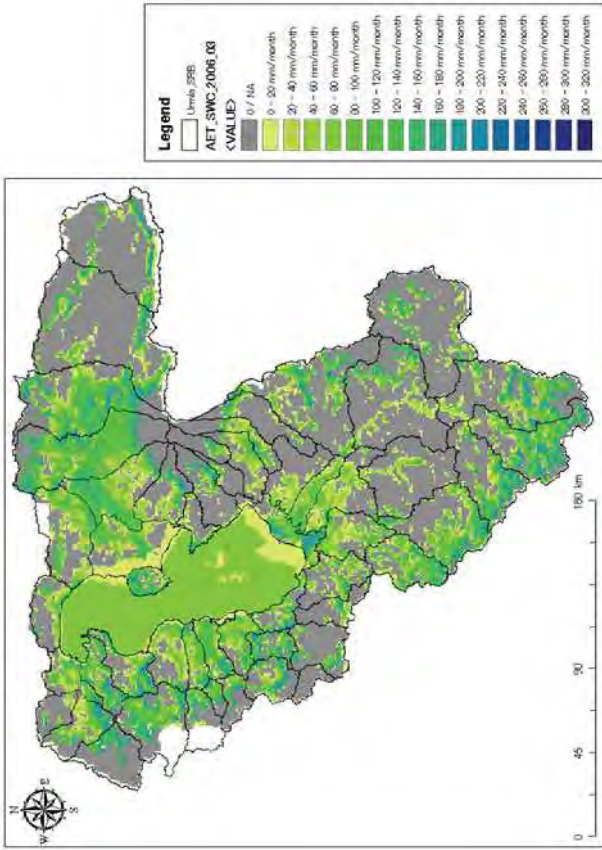 N
W
E
S
0
45
90
180 km
Legend
Urmia_SRB
AET_SWC_2006_03
<VALUE>
0 / NA
0 - 20 mm/month
20 - 40 mm/month
40 - 60 mm/month
60 - 80 mm/month
80 - 100 mm/month
100 - 120 mm/month
120 - 140 mm/month
140 - 160 mm/month
160 - 180 mm/month
180 - 200 mm/month
200 - 220 mm/month
220 - 240 mm/month
240 - 260 mm/month
260 - 280 mm/month
280 - 300 mm/month
300 - 320 mm/month